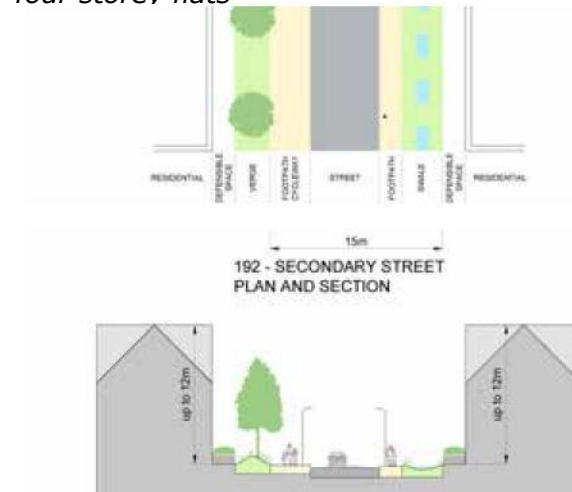 four storey flats
RESIDENTIAL
DEFENSIBLE
SPACE
VERGE
FOOTPATH
CYCLEWAY
STREET
FOOTPATH
SWALE
DEFENSIBLE
SPACE
RESIDENTIAL
15m
192 - SECONDARY STREET
PLAN AND SECTION
up to 12m
up to 12m